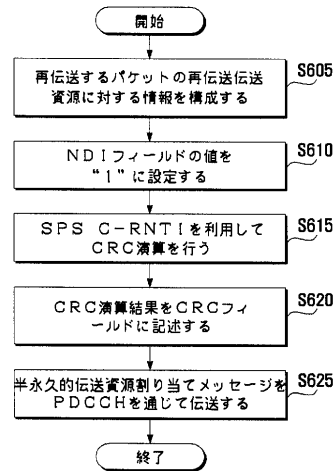 開始
再伝送するパケットの再伝送伝送
資源に対する情報を構成する
S605
NDIフィールドの値を
“1”に設定する
S610
SPS C-RNTIを利用して
CRC演算を行う
S615
CRC演算結果をCRCフィ
ールドに記述する
S620
半永久的伝送資源割り当てメッセージを
PDCCHを通じて伝送する
S625
終了